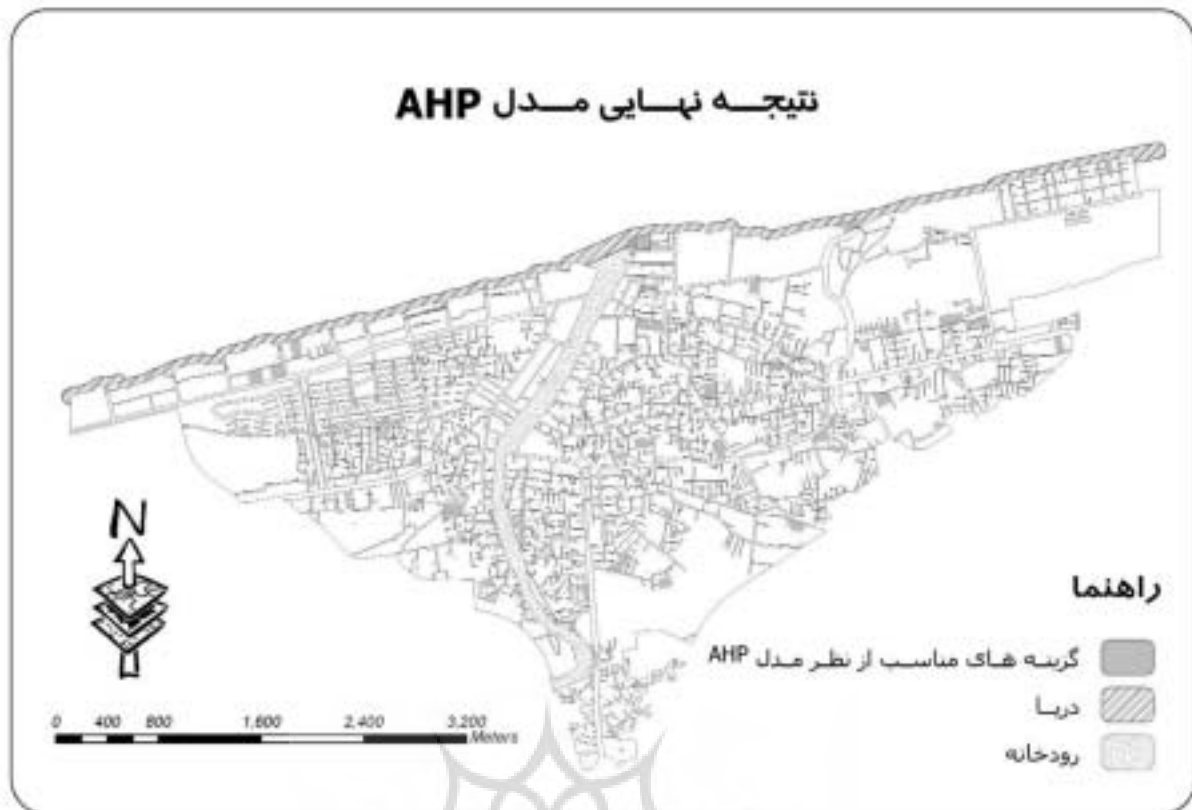 نتیجه نهایی مدل AHP
N
راهنما
گزینه های مناسب از نظر مدل AHP
دریا
رودخانه
0 400 800 1,600 2,400 3,200
Meters